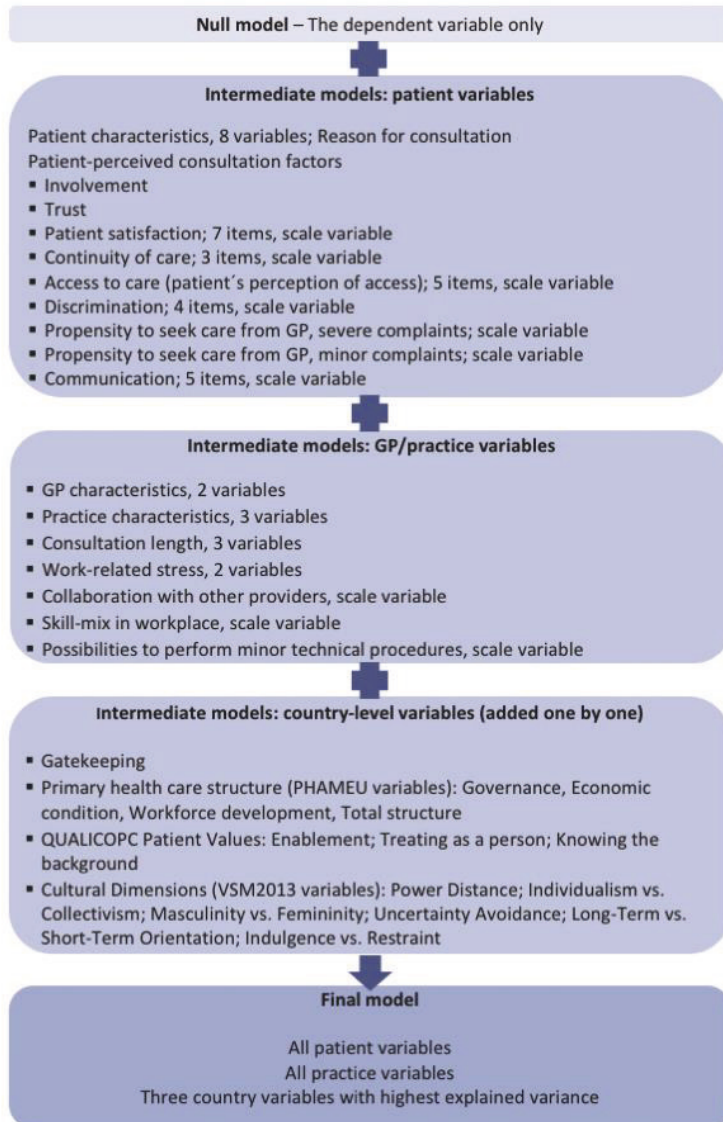 Null model – The dependent variable only
Intermediate models: patient variables
Patient characteristics, 8 variables; Reason for consultation
Patient-perceived consultation factors
▪ Involvement
▪ Trust
▪ Patient satisfaction; 7 items, scale variable
▪ Continuity of care; 3 items, scale variable
▪ Access to care (patient´s perception of access); 5 items, scale variable
▪ Discrimination; 4 items, scale variable
▪ Propensity to seek care from GP, severe complaints; scale variable
▪ Propensity to seek care from GP, minor complaints; scale variable
▪ Communication; 5 items, scale variable
Intermediate models: GP/practice variables
▪ GP characteristics, 2 variables
▪ Practice characteristics, 3 variables
▪ Consultation length, 3 variables
▪ Work-related stress, 2 variables
▪ Collaboration with other providers, scale variable
▪ Skill-mix in workplace, scale variable
▪ Possibilities to perform minor technical procedures, scale variable
Intermediate models: country-level variables (added one by one)
▪ Gatekeeping
▪ Primary health care structure (PHAMEU variables): Governance, Economic
condition, Workforce development, Total structure
▪ QUALICOPC Patient Values: Enablement; Treating as a person; Knowing the
background
▪ Cultural Dimensions (VSM2013 variables): Power Distance; Individualism vs.
Collectivism; Masculinity vs. Femininity; Uncertainty Avoidance; Long-Term vs.
Short-Term Orientation; Indulgence vs. Restraint
Final model
All patient variables
All practice variables
Three country variables with highest explained variance